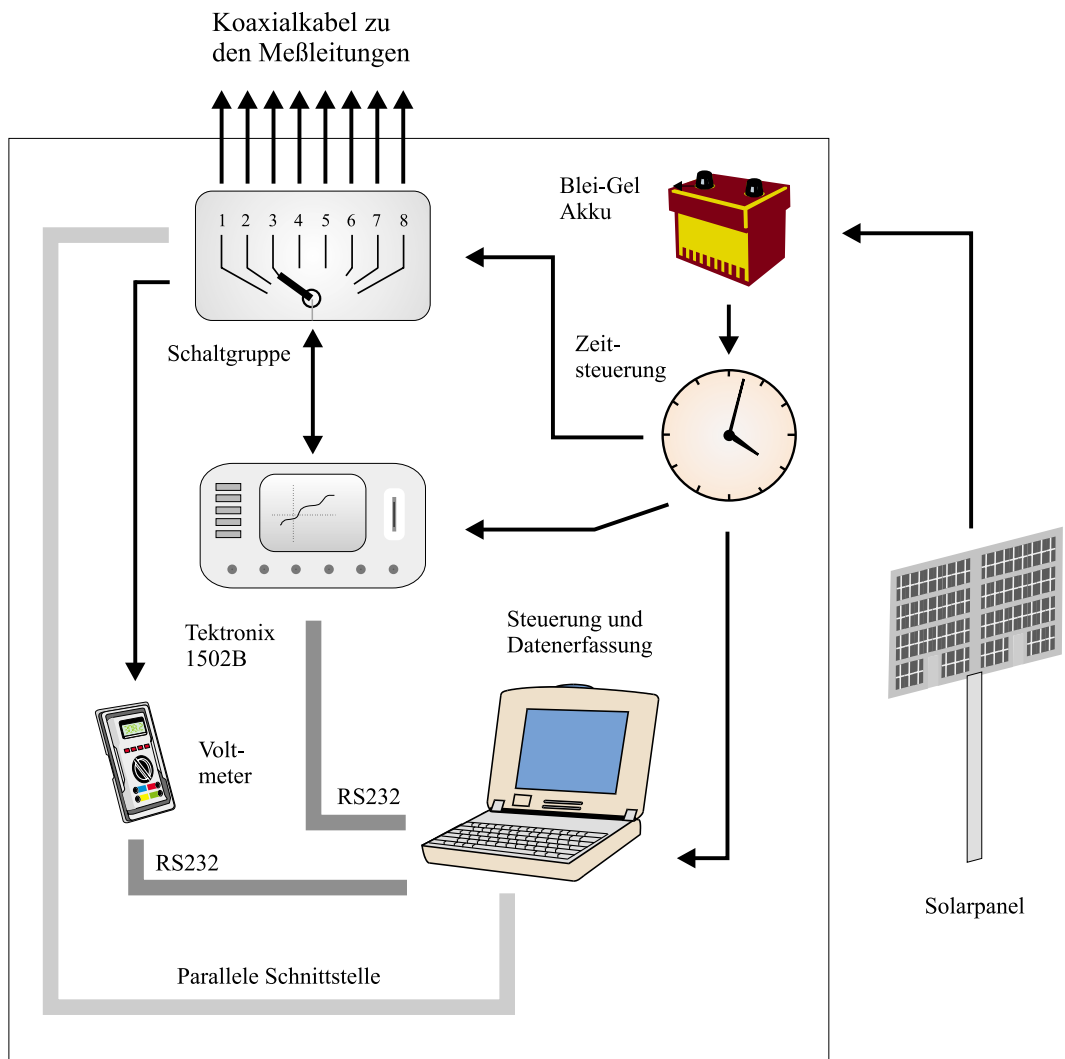 Koaxialkabel zu
den Meßleitungen
1 2 3 4 5 6 7 8
Blei-Gel
Akku
Schaltgruppe
Zeit-
steuerung
Tektronix
1502B
Steuerung und
Datenerfassung
Volt-
meter
RS232
RS232
Solarpanel
Parallele Schnittstelle